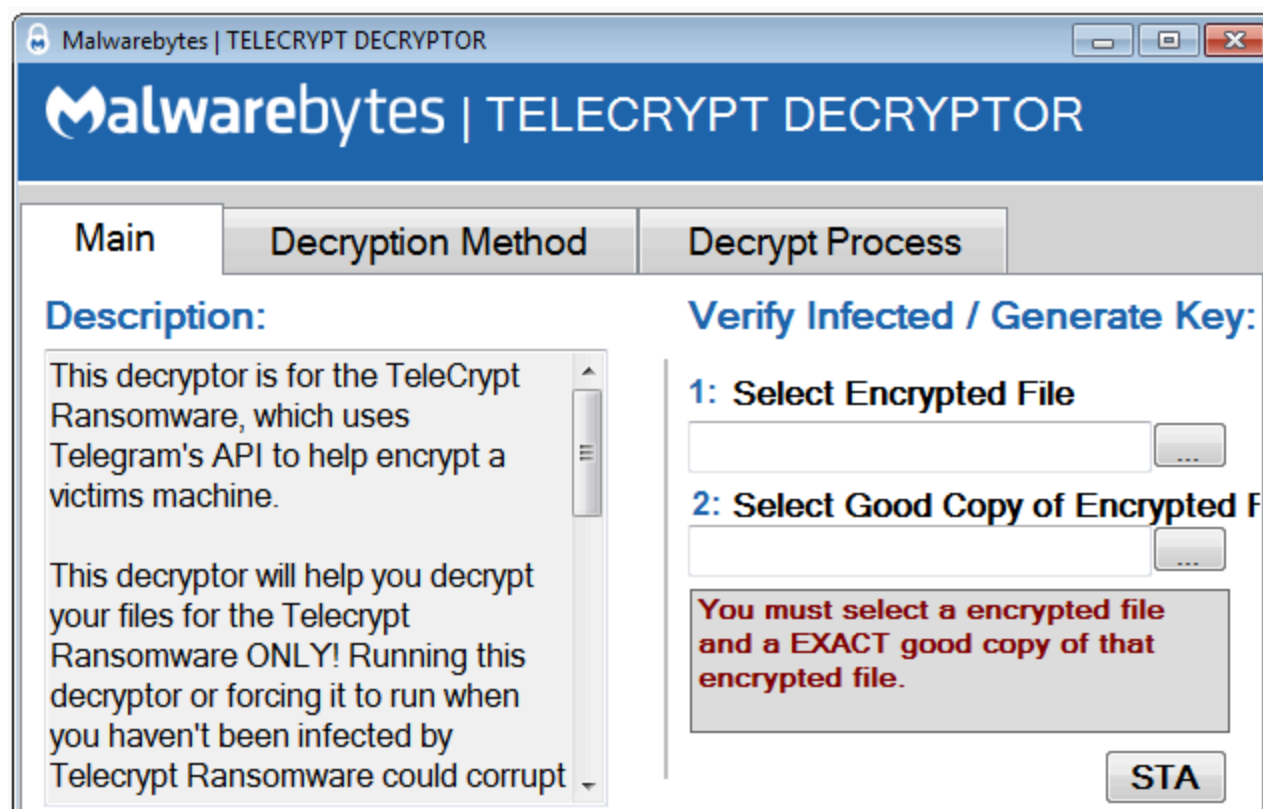 Malwarebytes | TELECRYPT DECRYPTOR
Malwarebytes | TELECRYPT DECRYPTOR
Main
Decryption Method
Decrypt Process
Description:
This decryptor is for the TeleCrypt
Ransomware, which uses
Telegram's API to help encrypt a
victims machine.
This decryptor will help you decrypt
your files for the Telecrypt
Ransomware ONLY! Running this
decryptor or forcing it to run when
you haven't been infected by
Telecrypt Ransomware could corrupt
Verify Infected / Generate Key:
1: Select Encrypted File
...
2: Select Good Copy of Encrypted F
...
You must select a encrypted file
and a EXACT good copy of that
encrypted file.
STA